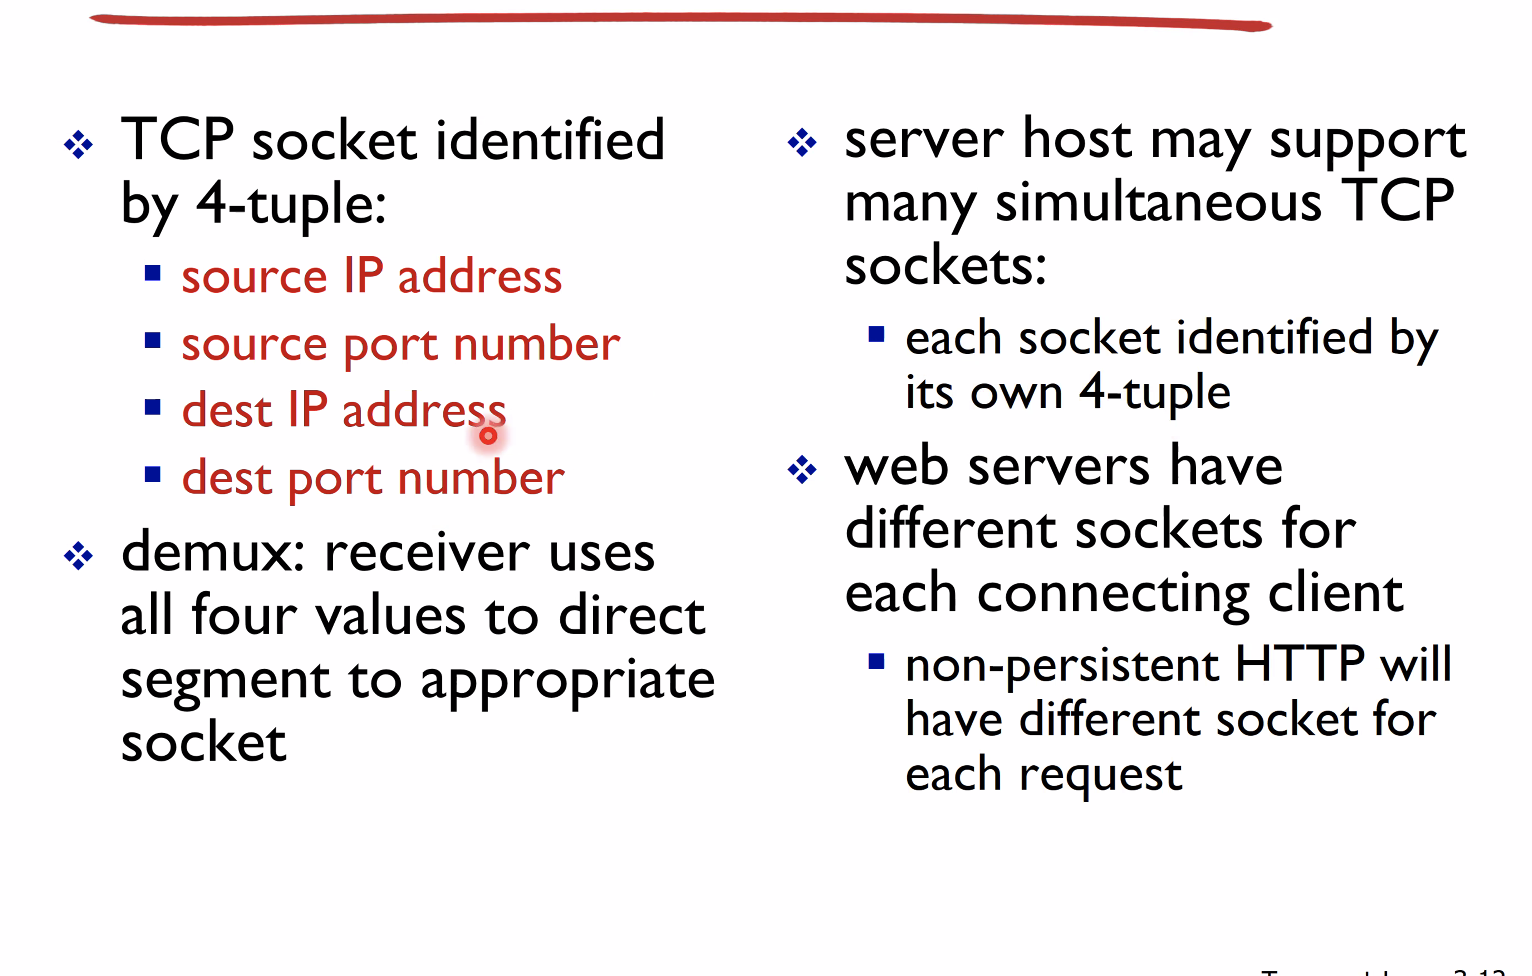 TCP socket identified
by 4-tuple:
source IP address
source port number
dest IP address
dest port number
demux: receiver uses
all four values to direct
segment to appropriate
socket
server host may support
many simultaneous TCP
sockets:
each socket identified by
its own 4-tuple
web servers have
different sockets for
each connecting client
non-persistent HTTP will
have different socket for
each request